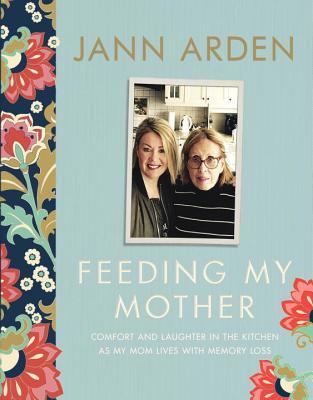 JANN ARDEN
FEEDING MY
MOTHER
COMFORT AND LAUGHTER IN THE KITCHEN
AS MY MOM LIVES WITH MEMORY LOSS